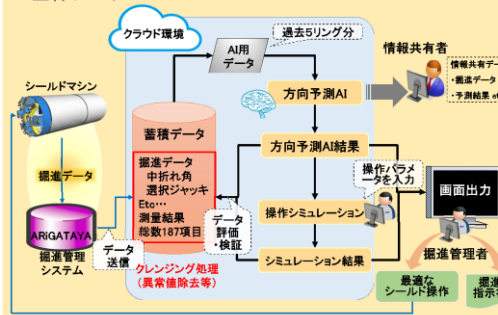 クラウド環境
AI用
データ
過去5リング分
情報共有者
情報共有デー
・掘進データ
・予測結果 et
シールドマシン
方向予測AI
蓄積データ
方向予測AI結果
掘進データ
中折れ角
選択ジャッキ
Etc…
測量結果
総数187項目
操作パラメ
ータを入力
画面出力
掘進データ
ARiGATAYA
掘進管理
システム
データ
送信
データ
評価
・検証
操作シミュレーション
シミュレーション結果
クレンジング処理
(異常値除去等)
掘進管理者
最適な
シールド操作
掘進
指示